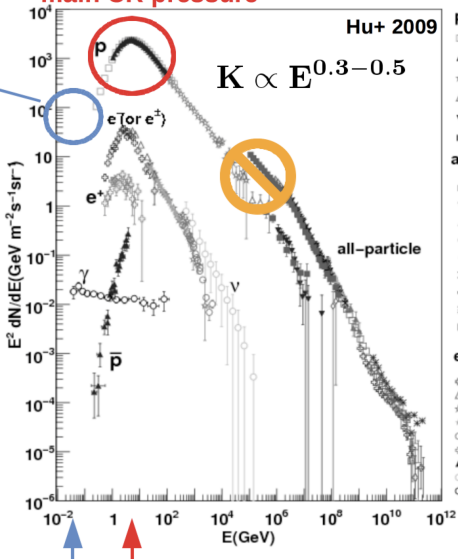 main CR pressure
Hu+ 2009
K ∝ E^{0.3−0.5}
p
e⁻(or e^±)
e⁺
γ
p̅
ν
all−particle
E² dN/dE(GeV m⁻²s⁻¹sr⁻¹)
10⁴
10³
10²
10
1
10⁻¹
10⁻²
10⁻³
10⁻⁴
10⁻⁵
10⁻⁶
10⁻² 1 10² 10⁴ 10⁶ 10⁸ 10¹⁰ 10¹²
E(GeV)